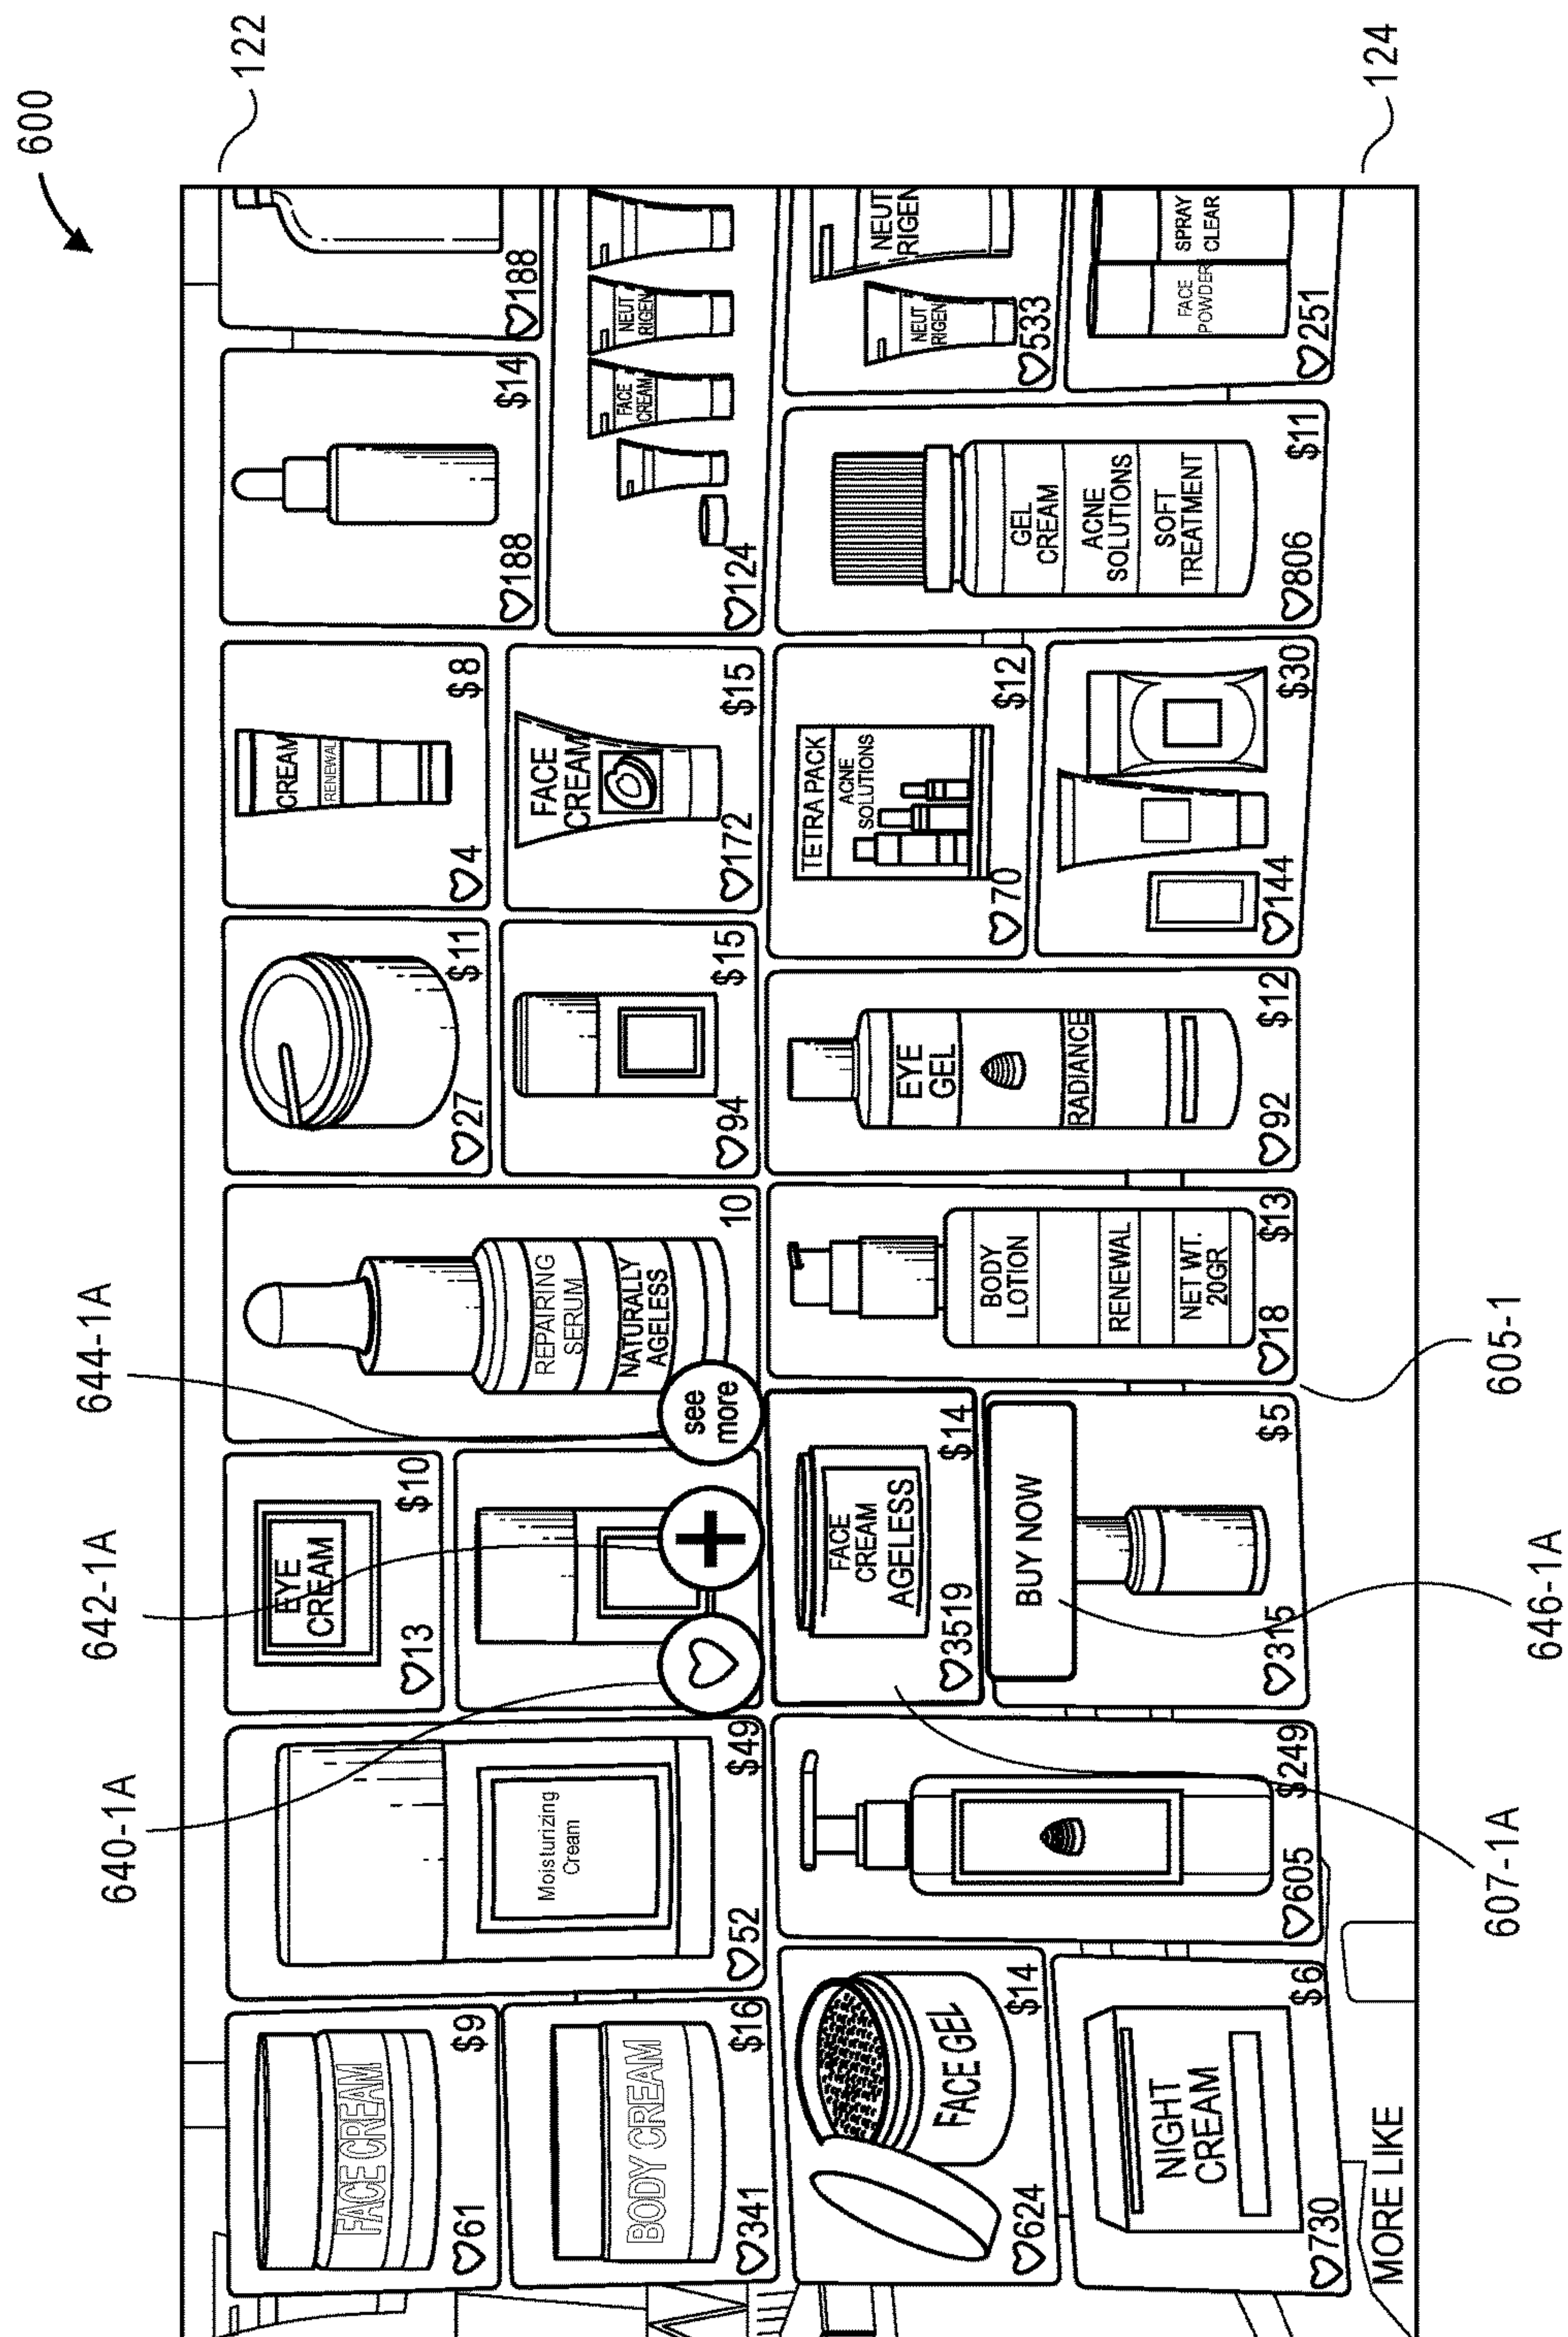 600
122
124
644-1A
642-1A
640-1A
605-1
646-1A
607-1A
FACE CREAM
♡61
$9
BODY CREAM
♡341
$16
FACE GEL
♡624
$14
NIGHT
CREAM
♡730
$6
MORE LIKE
Moisturizing
Cream
♡52
$49
♡605
$249
EYE
CREAM
♡13
$10
see
more
FACE
CREAM
AGELESS
♡3519
$14
BUY NOW
♡315
$5
REPAIRING
SERUM
NATURALLY
AGELESS
10
BODY
LOTION
RENEWAL
NET WT.
20GR
♡18
$13
♡27
$11
♡94
$15
EYE
GEL
RADIANCE
♡92
$12
CREAM
RENEWAL
♡4
$8
FACE
CREAM
♡172
$15
TETRA PACK
ACNE
SOLUTIONS
♡70
$12
♡144
$30
♡188
$14
FACE
CREAM
NEUT
RIGEN
♡124
GEL
CREAM
ACNE
SOLUTIONS
SOFT
TREATMENT
♡806
$11
♡188
NEUT
RIGEN
NEUT
RIGEN
♡533
FACE
POWDER
SPRAY
CLEAR
♡251